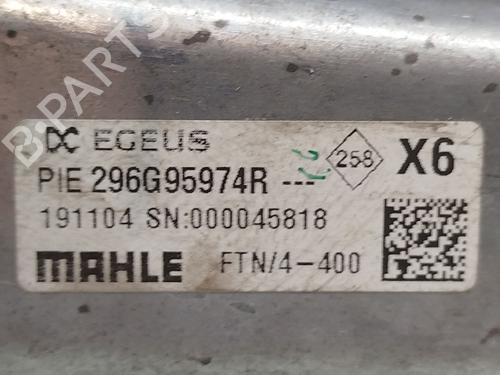 DC EGEUS
258
X6
PIE 296G95974R ---
191104 SN:000045818
MAHLE
FTN/4-400
B-PARTS